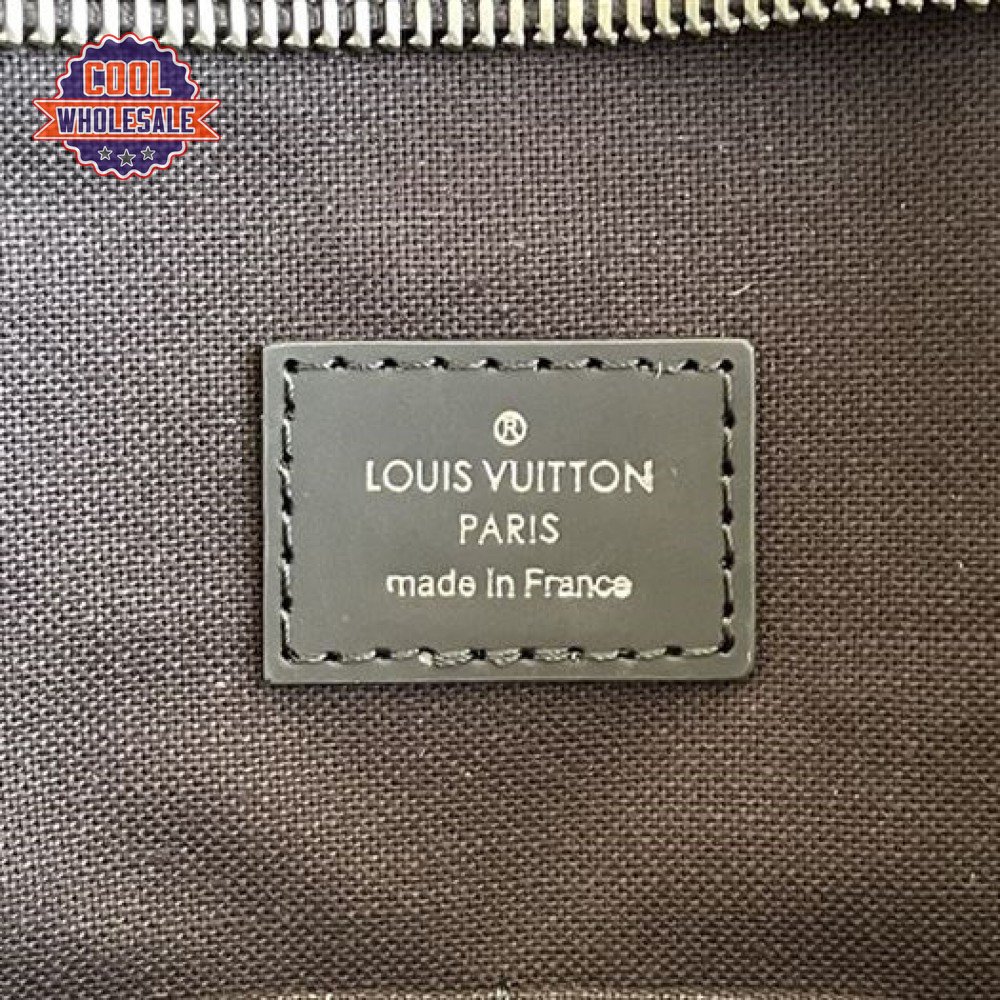 COOL
WHOLESALE
®
LOUIS VUITTON
PARIS
made in France